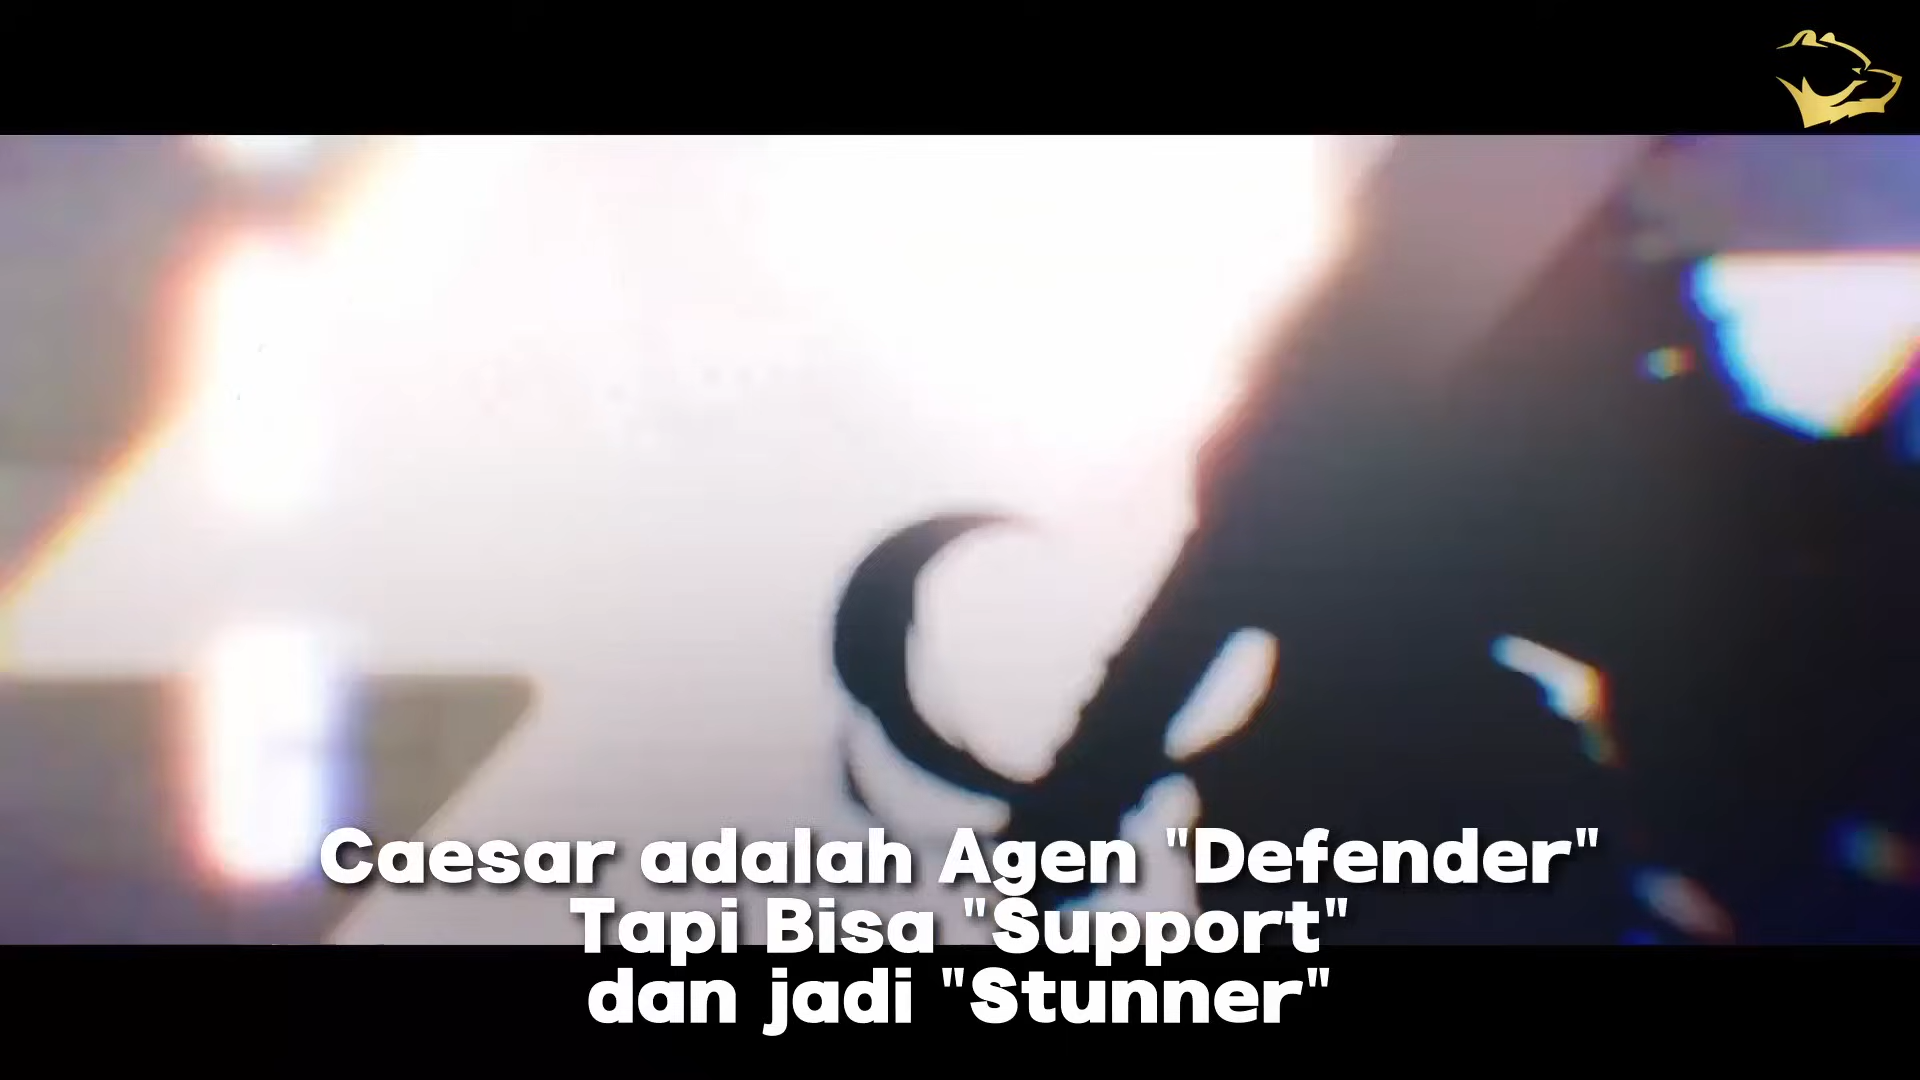 Caesar adalah Agen "Defender"
Tapi Bisa "Support"
dan jadi "Stunner"